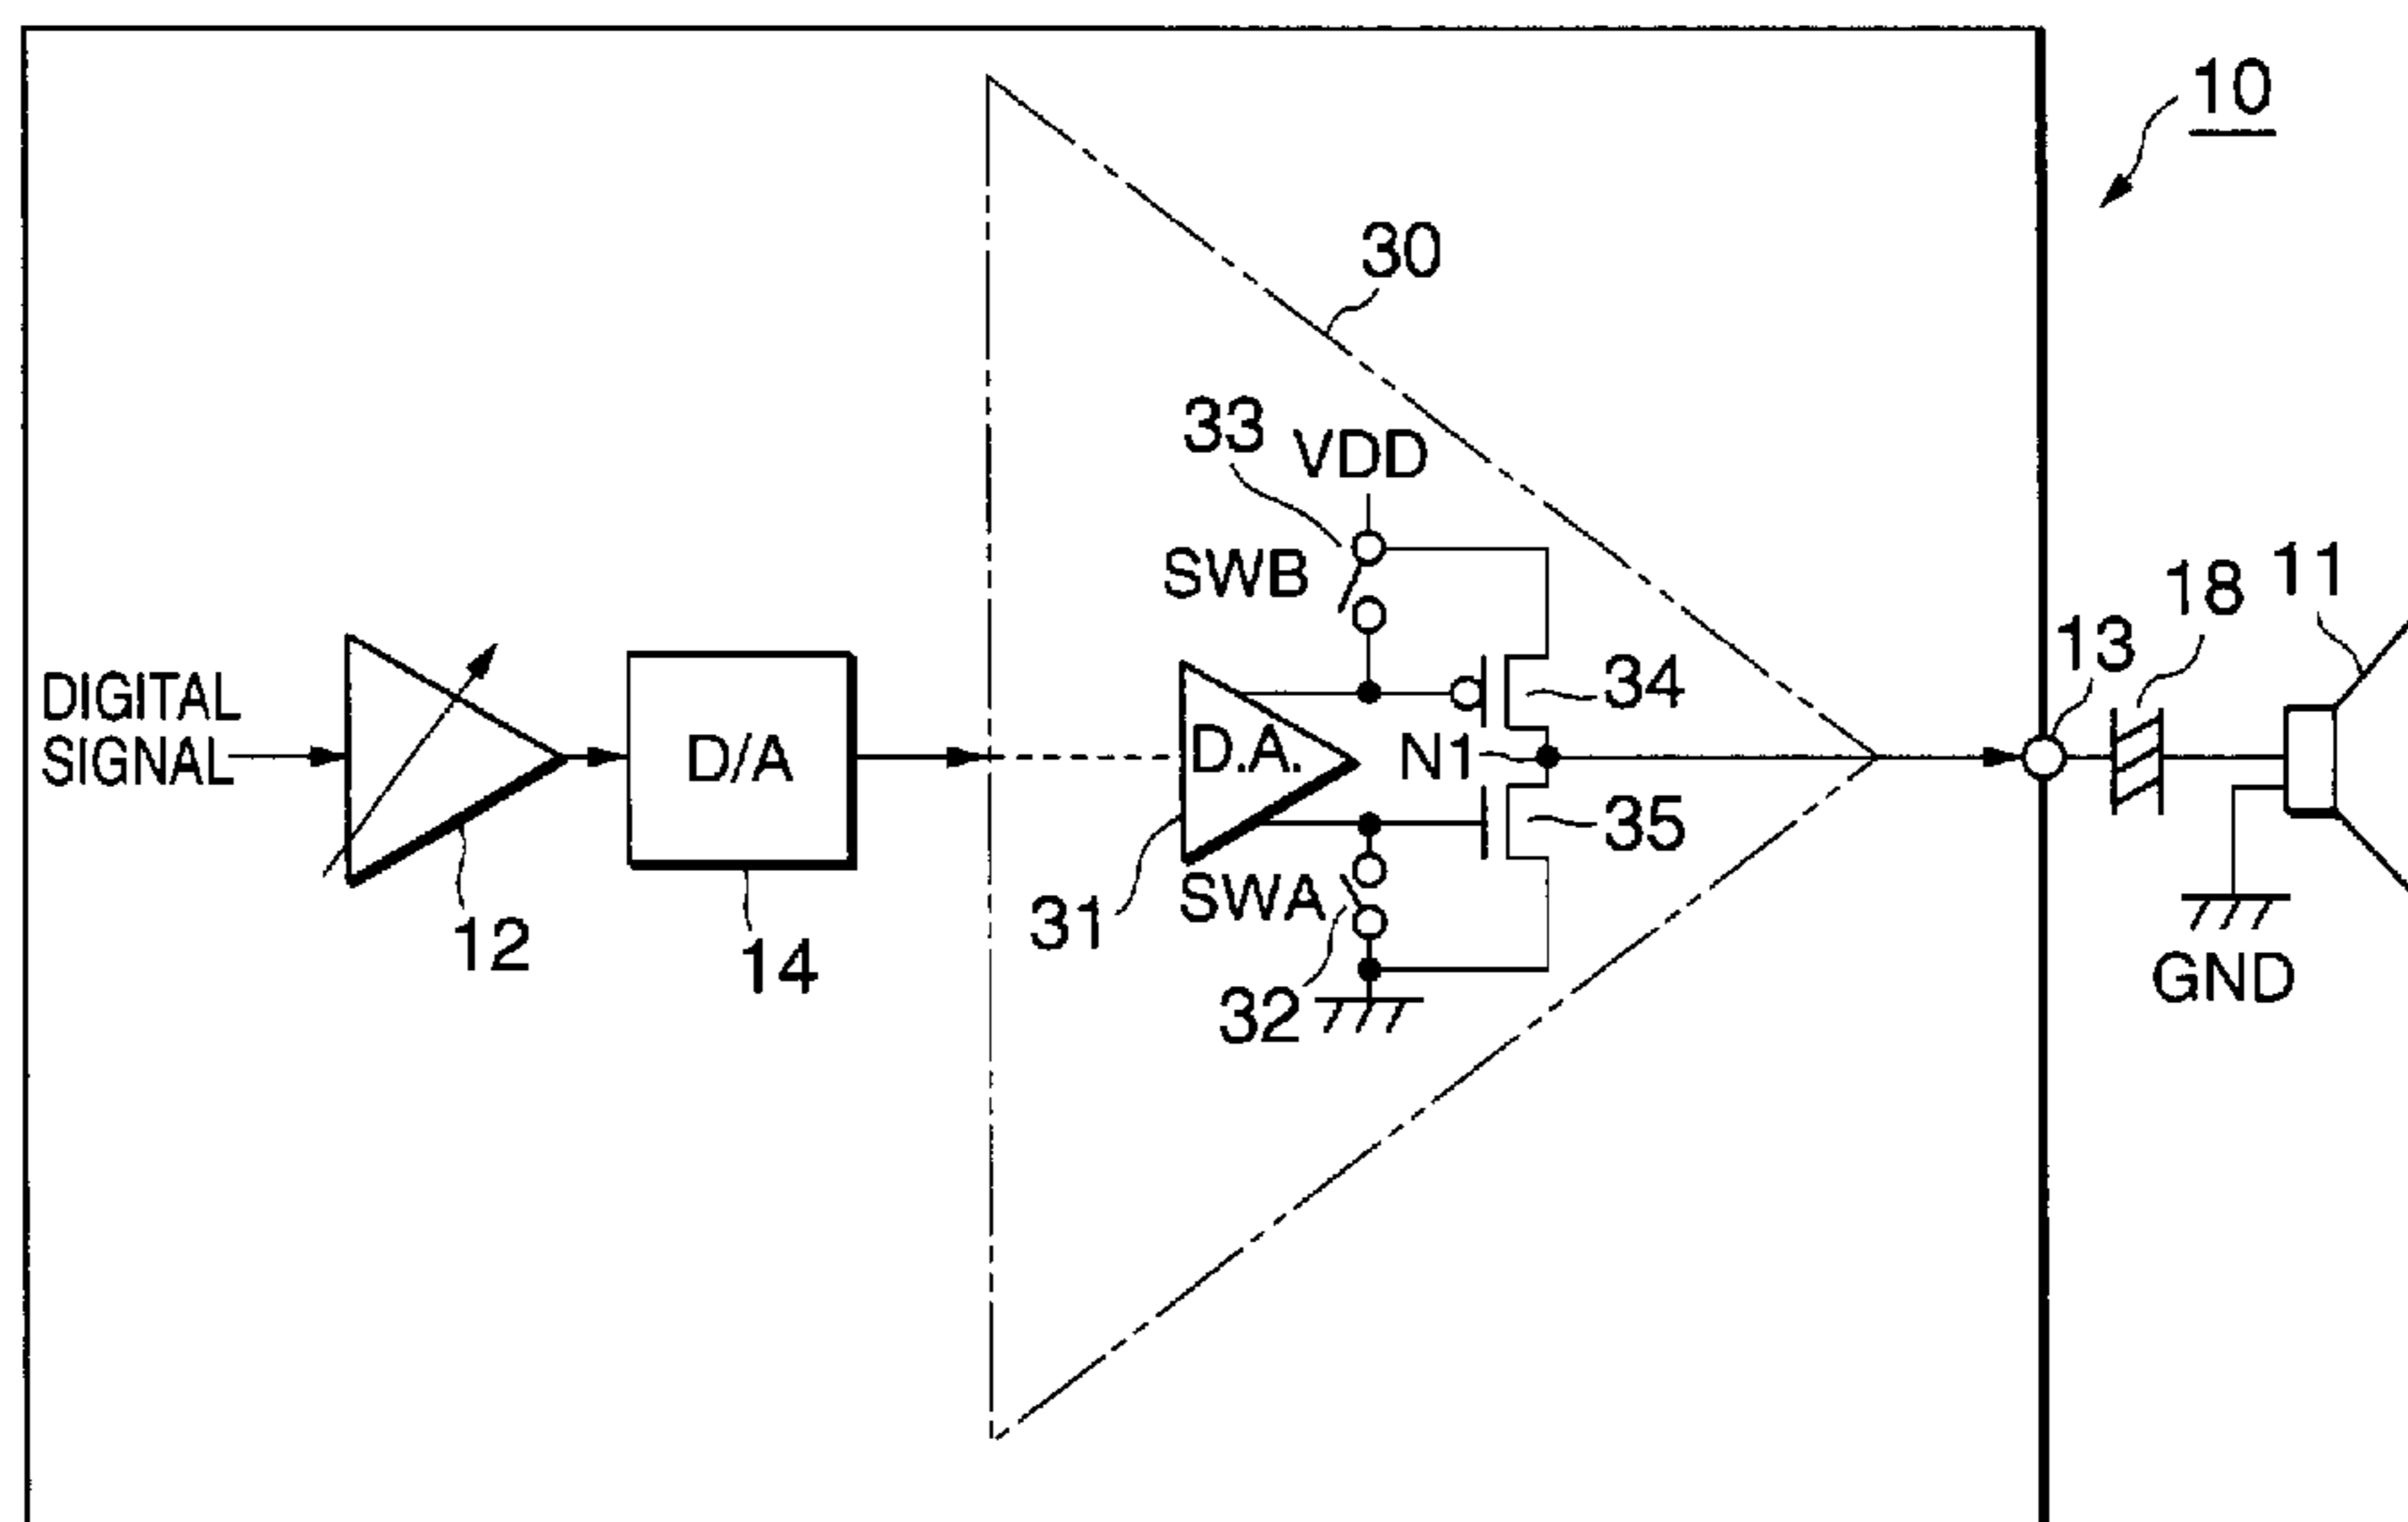 10
30
33
VDD
SWB
18
11
13
DIGITAL
SIGNAL
D/A
D.A.
N1
34
35
31
SWA
12
14
32
GND